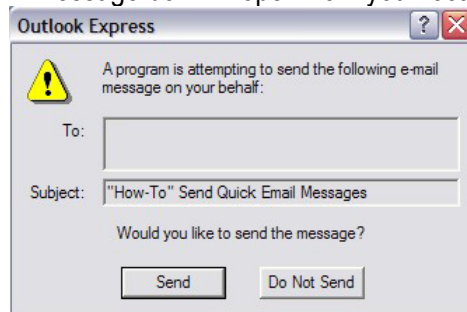 Outlook Express
A program is attempting to send the following e-mail
message on your behalf:
To:
Subject: "How-To" Send Quick Email Messages
Would you like to send the message?
Send Do Not Send